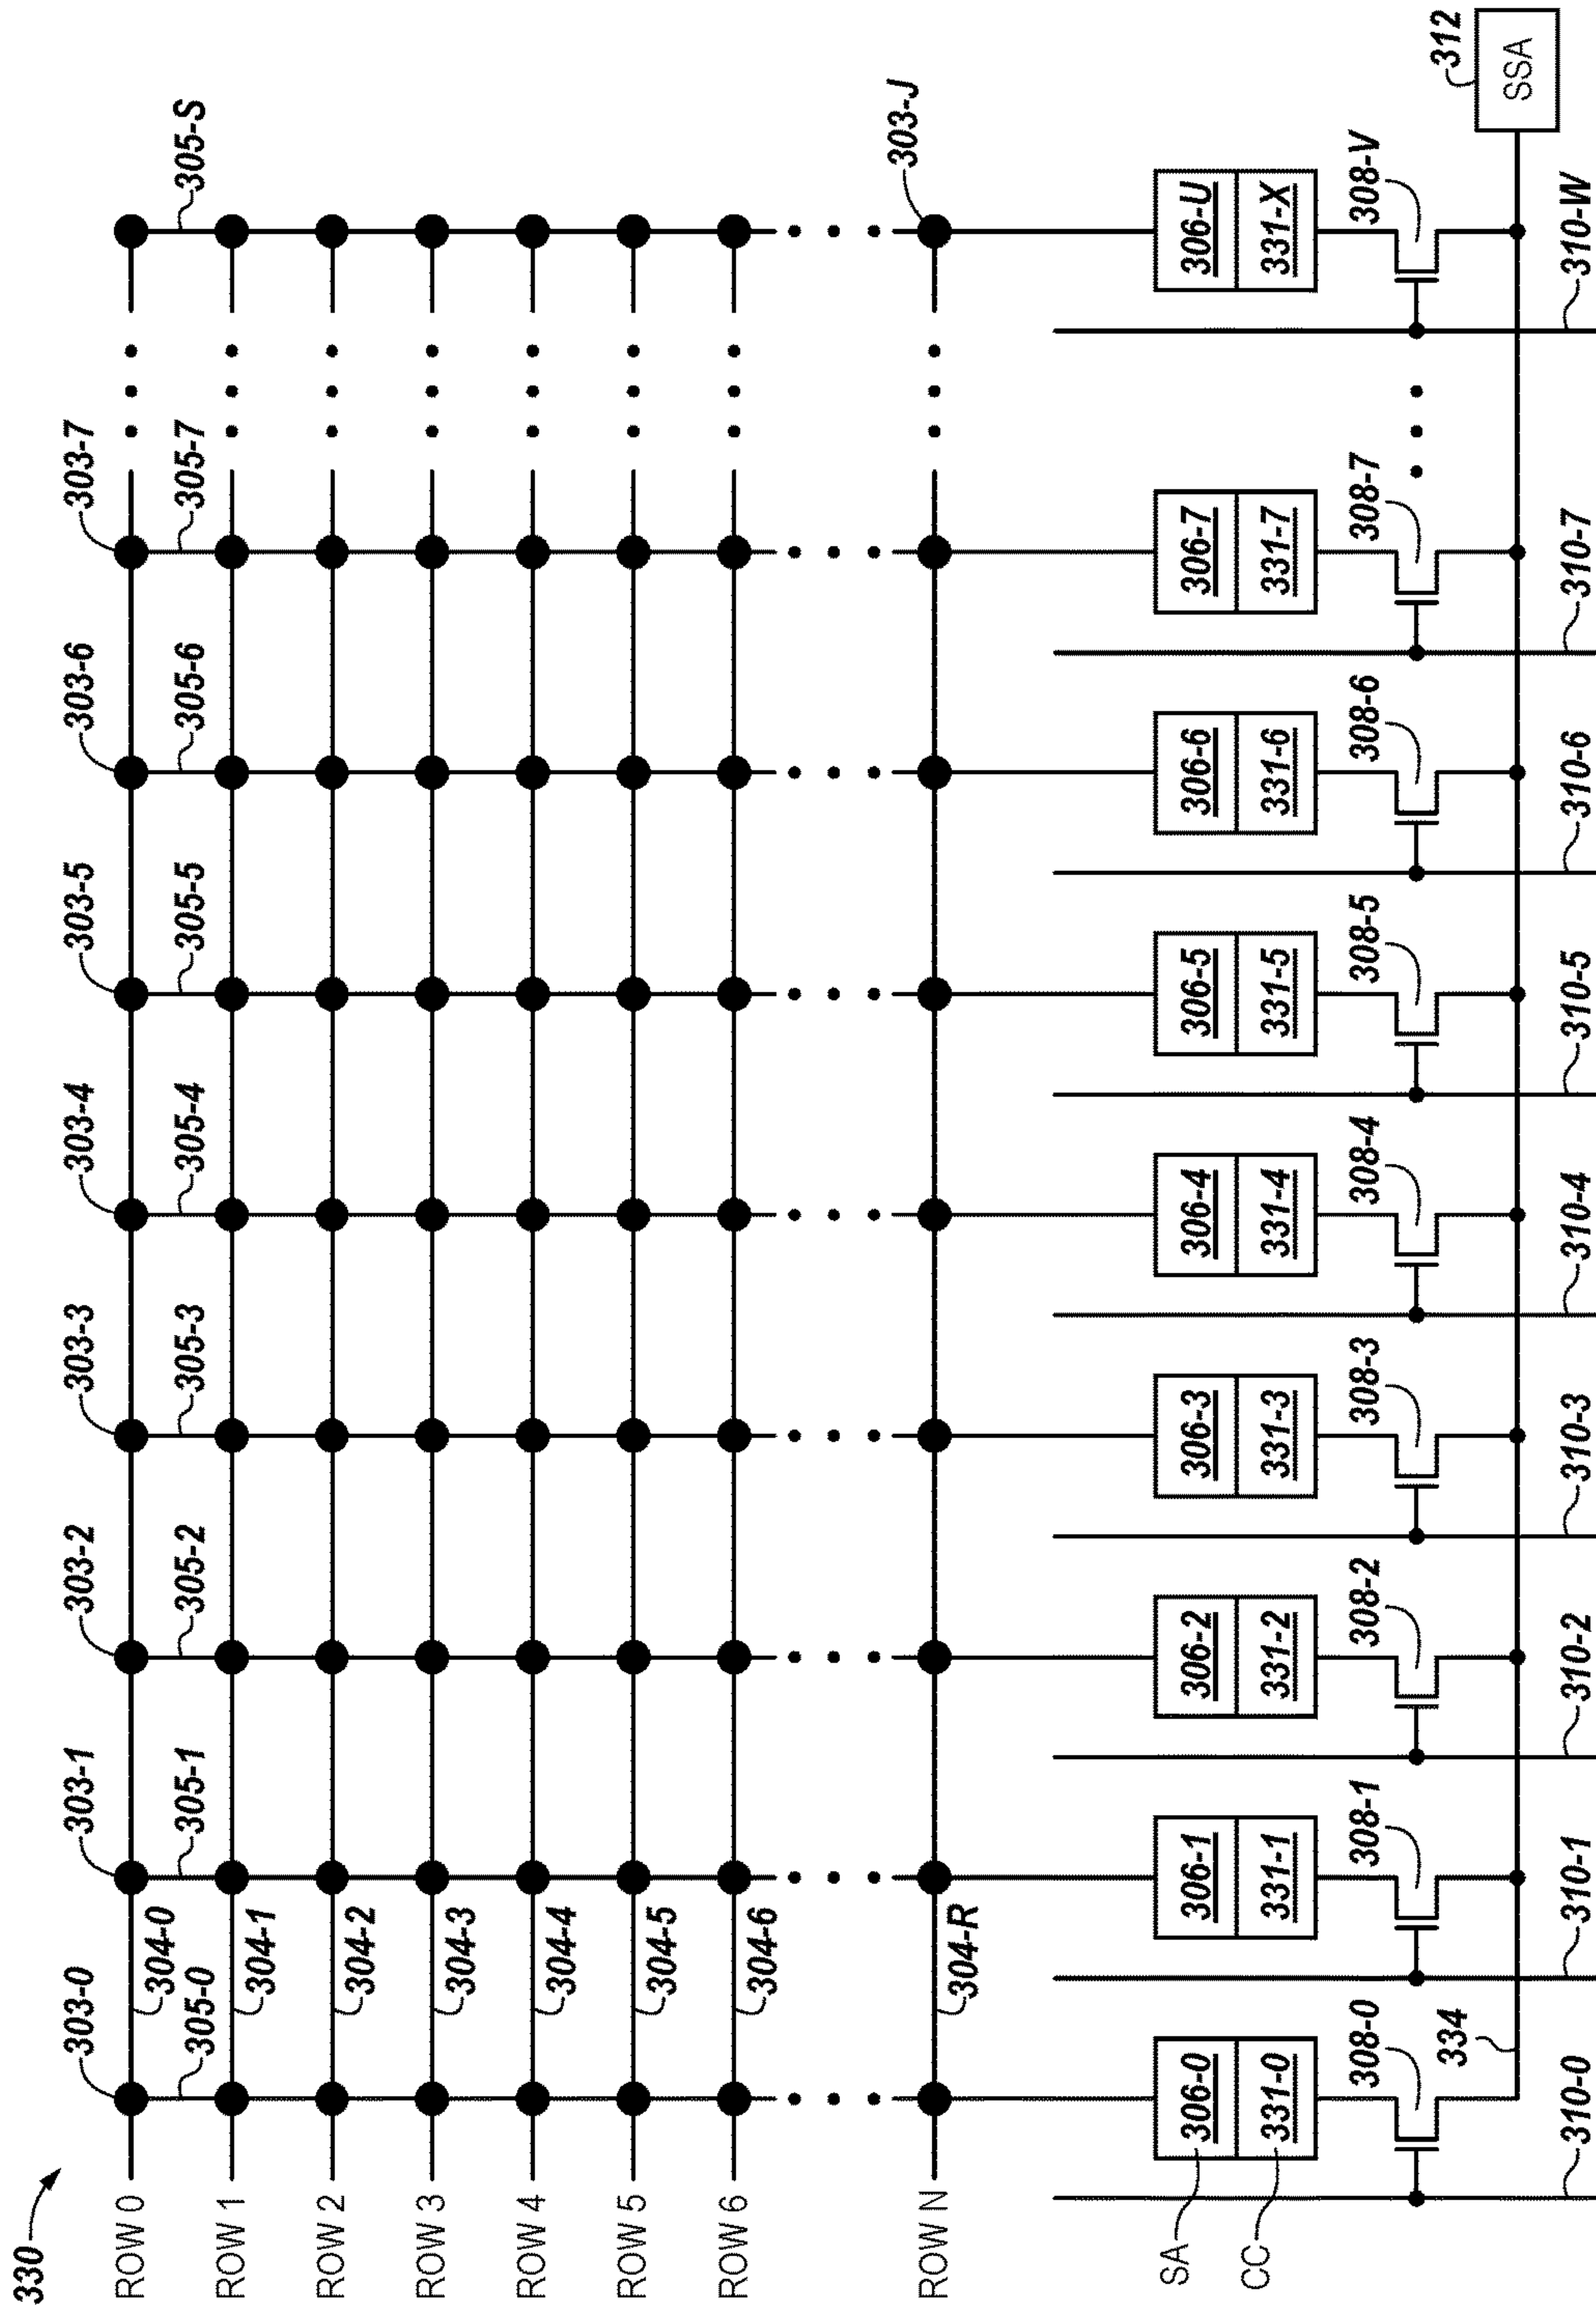 330
303-0 303-1 303-2 303-3 303-4 303-5 303-6 303-7
ROW 0
304-0
305-0 305-1 305-2 305-3 305-4 305-5 305-6 305-7 305-S
ROW 1
304-1
ROW 2
304-2
ROW 3
304-3
ROW 4
304-4
ROW 5
304-5
ROW 6
304-6
303-J
ROW N
304-R
SA
306-0 306-1 306-2 306-3 306-4 306-5 306-6 306-7 306-U
CC
331-0 331-1 331-2 331-3 331-4 331-5 331-6 331-7 331-X
308-0 308-1 308-2 308-3 308-4 308-5 308-6 308-7 308-V
334
312
SSA
310-0 310-1 310-2 310-3 310-4 310-5 310-6 310-7 310-W